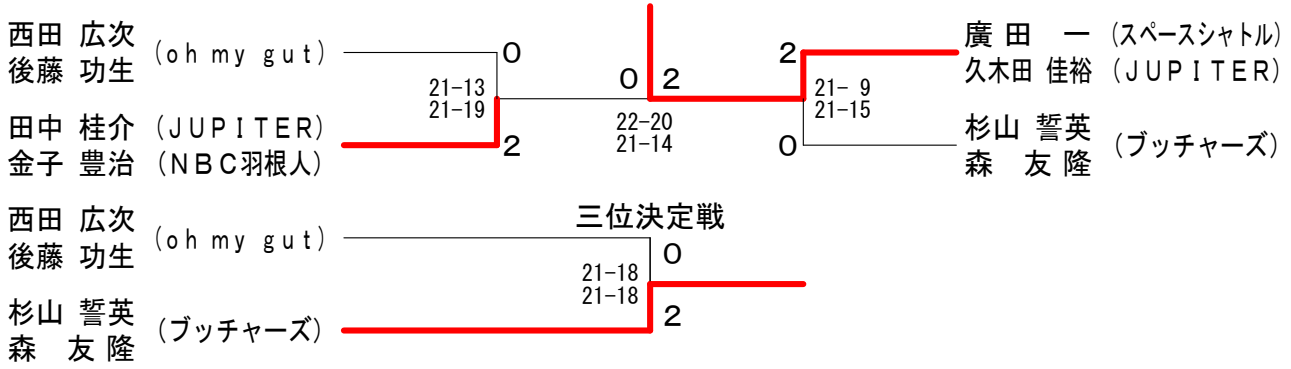 西田 広次 (oh my gut)
後藤 功生
0
21-13
21-19
田中 桂介 (JUPITER)
金子 豊治 (NBC羽根人)
2
0 2
22-20
21-14
2
21- 9
21-15
0
廣田 一 (スペースシャトル)
久木田 佳裕 (JUPITER)
杉山 誓英 (ブッチャーズ)
森 友隆
三位決定戦
西田 広次 (oh my gut)
後藤 功生
0
21-18
21-18
2
杉山 誓英 (ブッチャーズ)
森 友隆